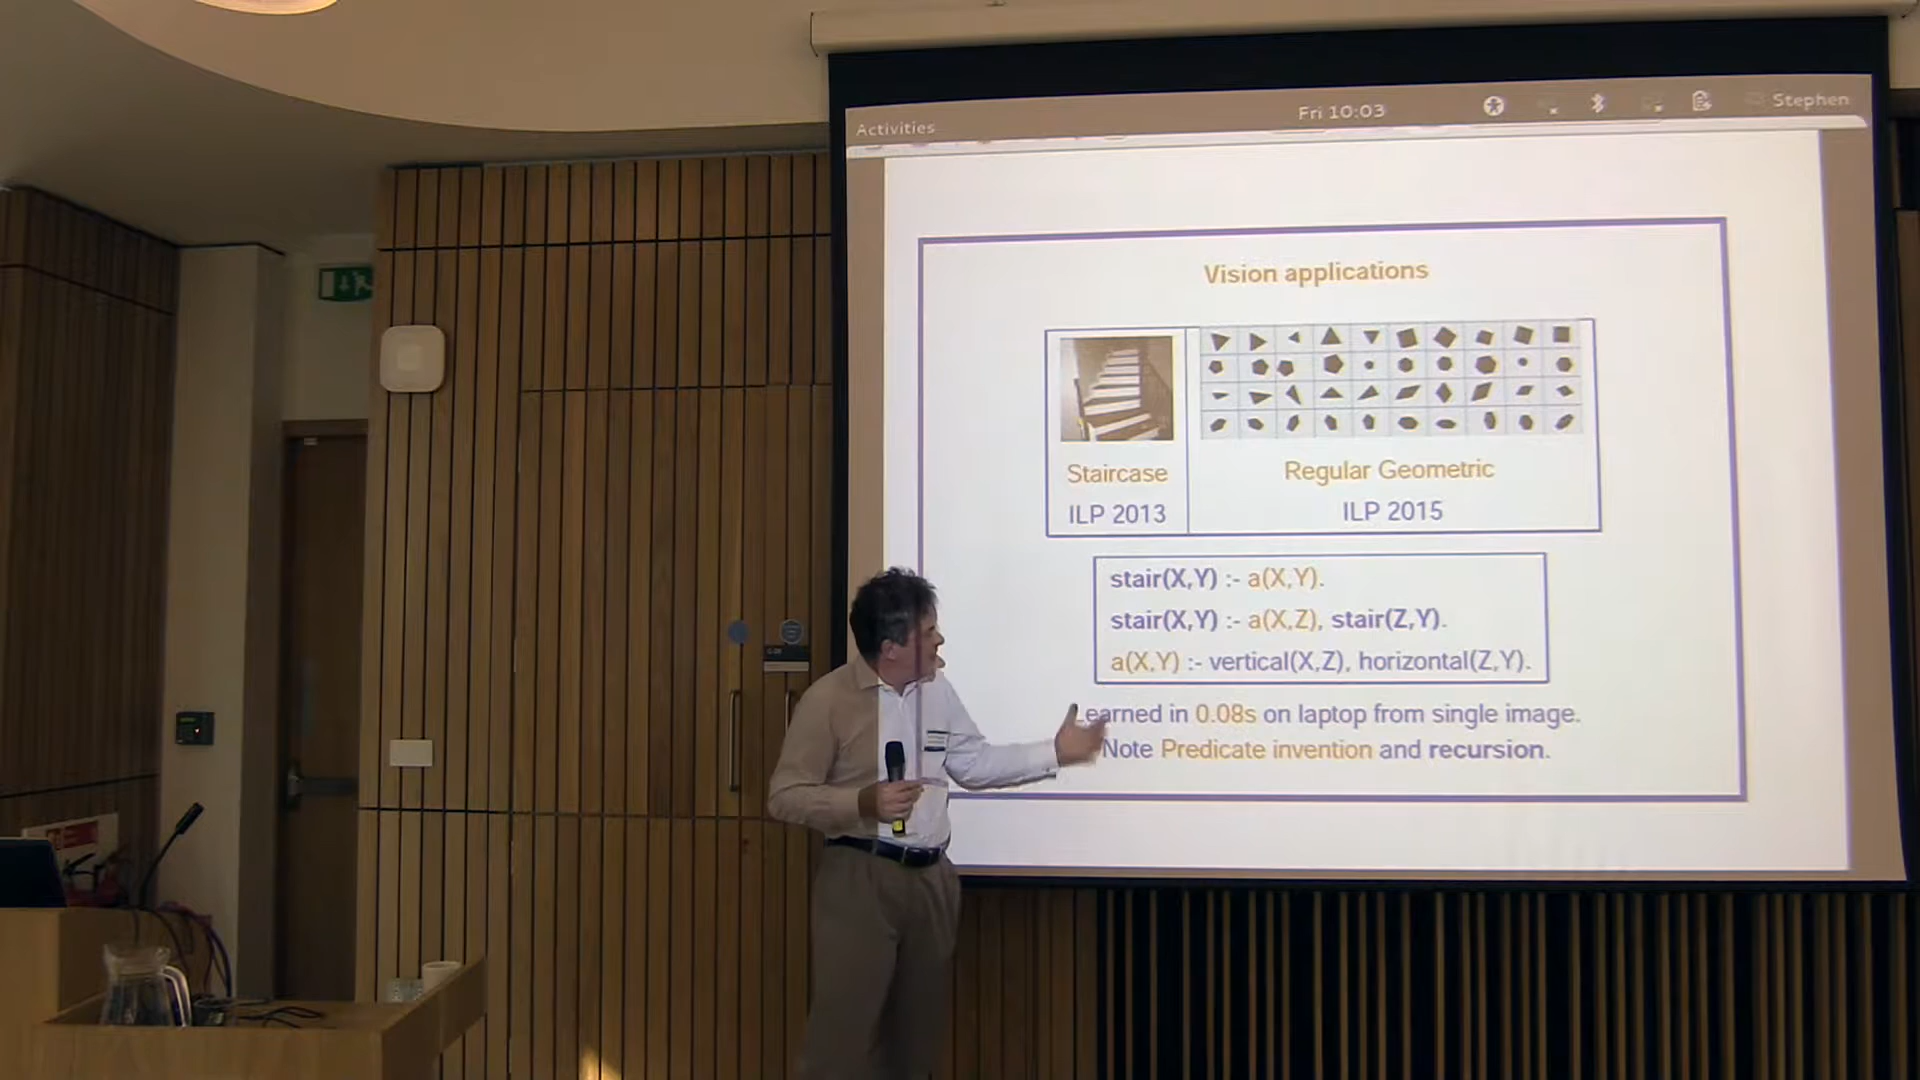 Activities
Fri 10:03
Stephen
Vision applications
Staircase
ILP 2013
Regular Geometric
ILP 2015
stair(X,Y) :- a(X,Y).
stair(X,Y) :- a(X,Z), stair(Z,Y).
a(X,Y) :- vertical(X,Z), horizontal(Z,Y).
Learned in 0.08s on laptop from single image.
Note Predicate invention and recursion.